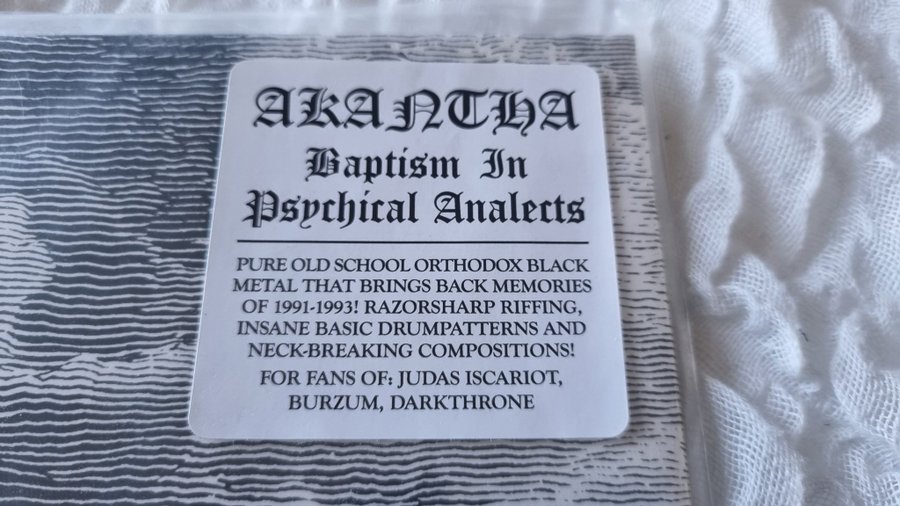 AKANTHA
Baptism In
Psychical Analects
PURE OLD SCHOOL ORTHODOX BLACK
METAL THAT BRINGS BACK MEMORIES
OF 1991-1993! RAZORSHARP RIFFING,
INSANE BASIC DRUMPATTERNS AND
NECK-BREAKING COMPOSITIONS!
FOR FANS OF: JUDAS ISCARIOT,
BURZUM, DARKTHRONE